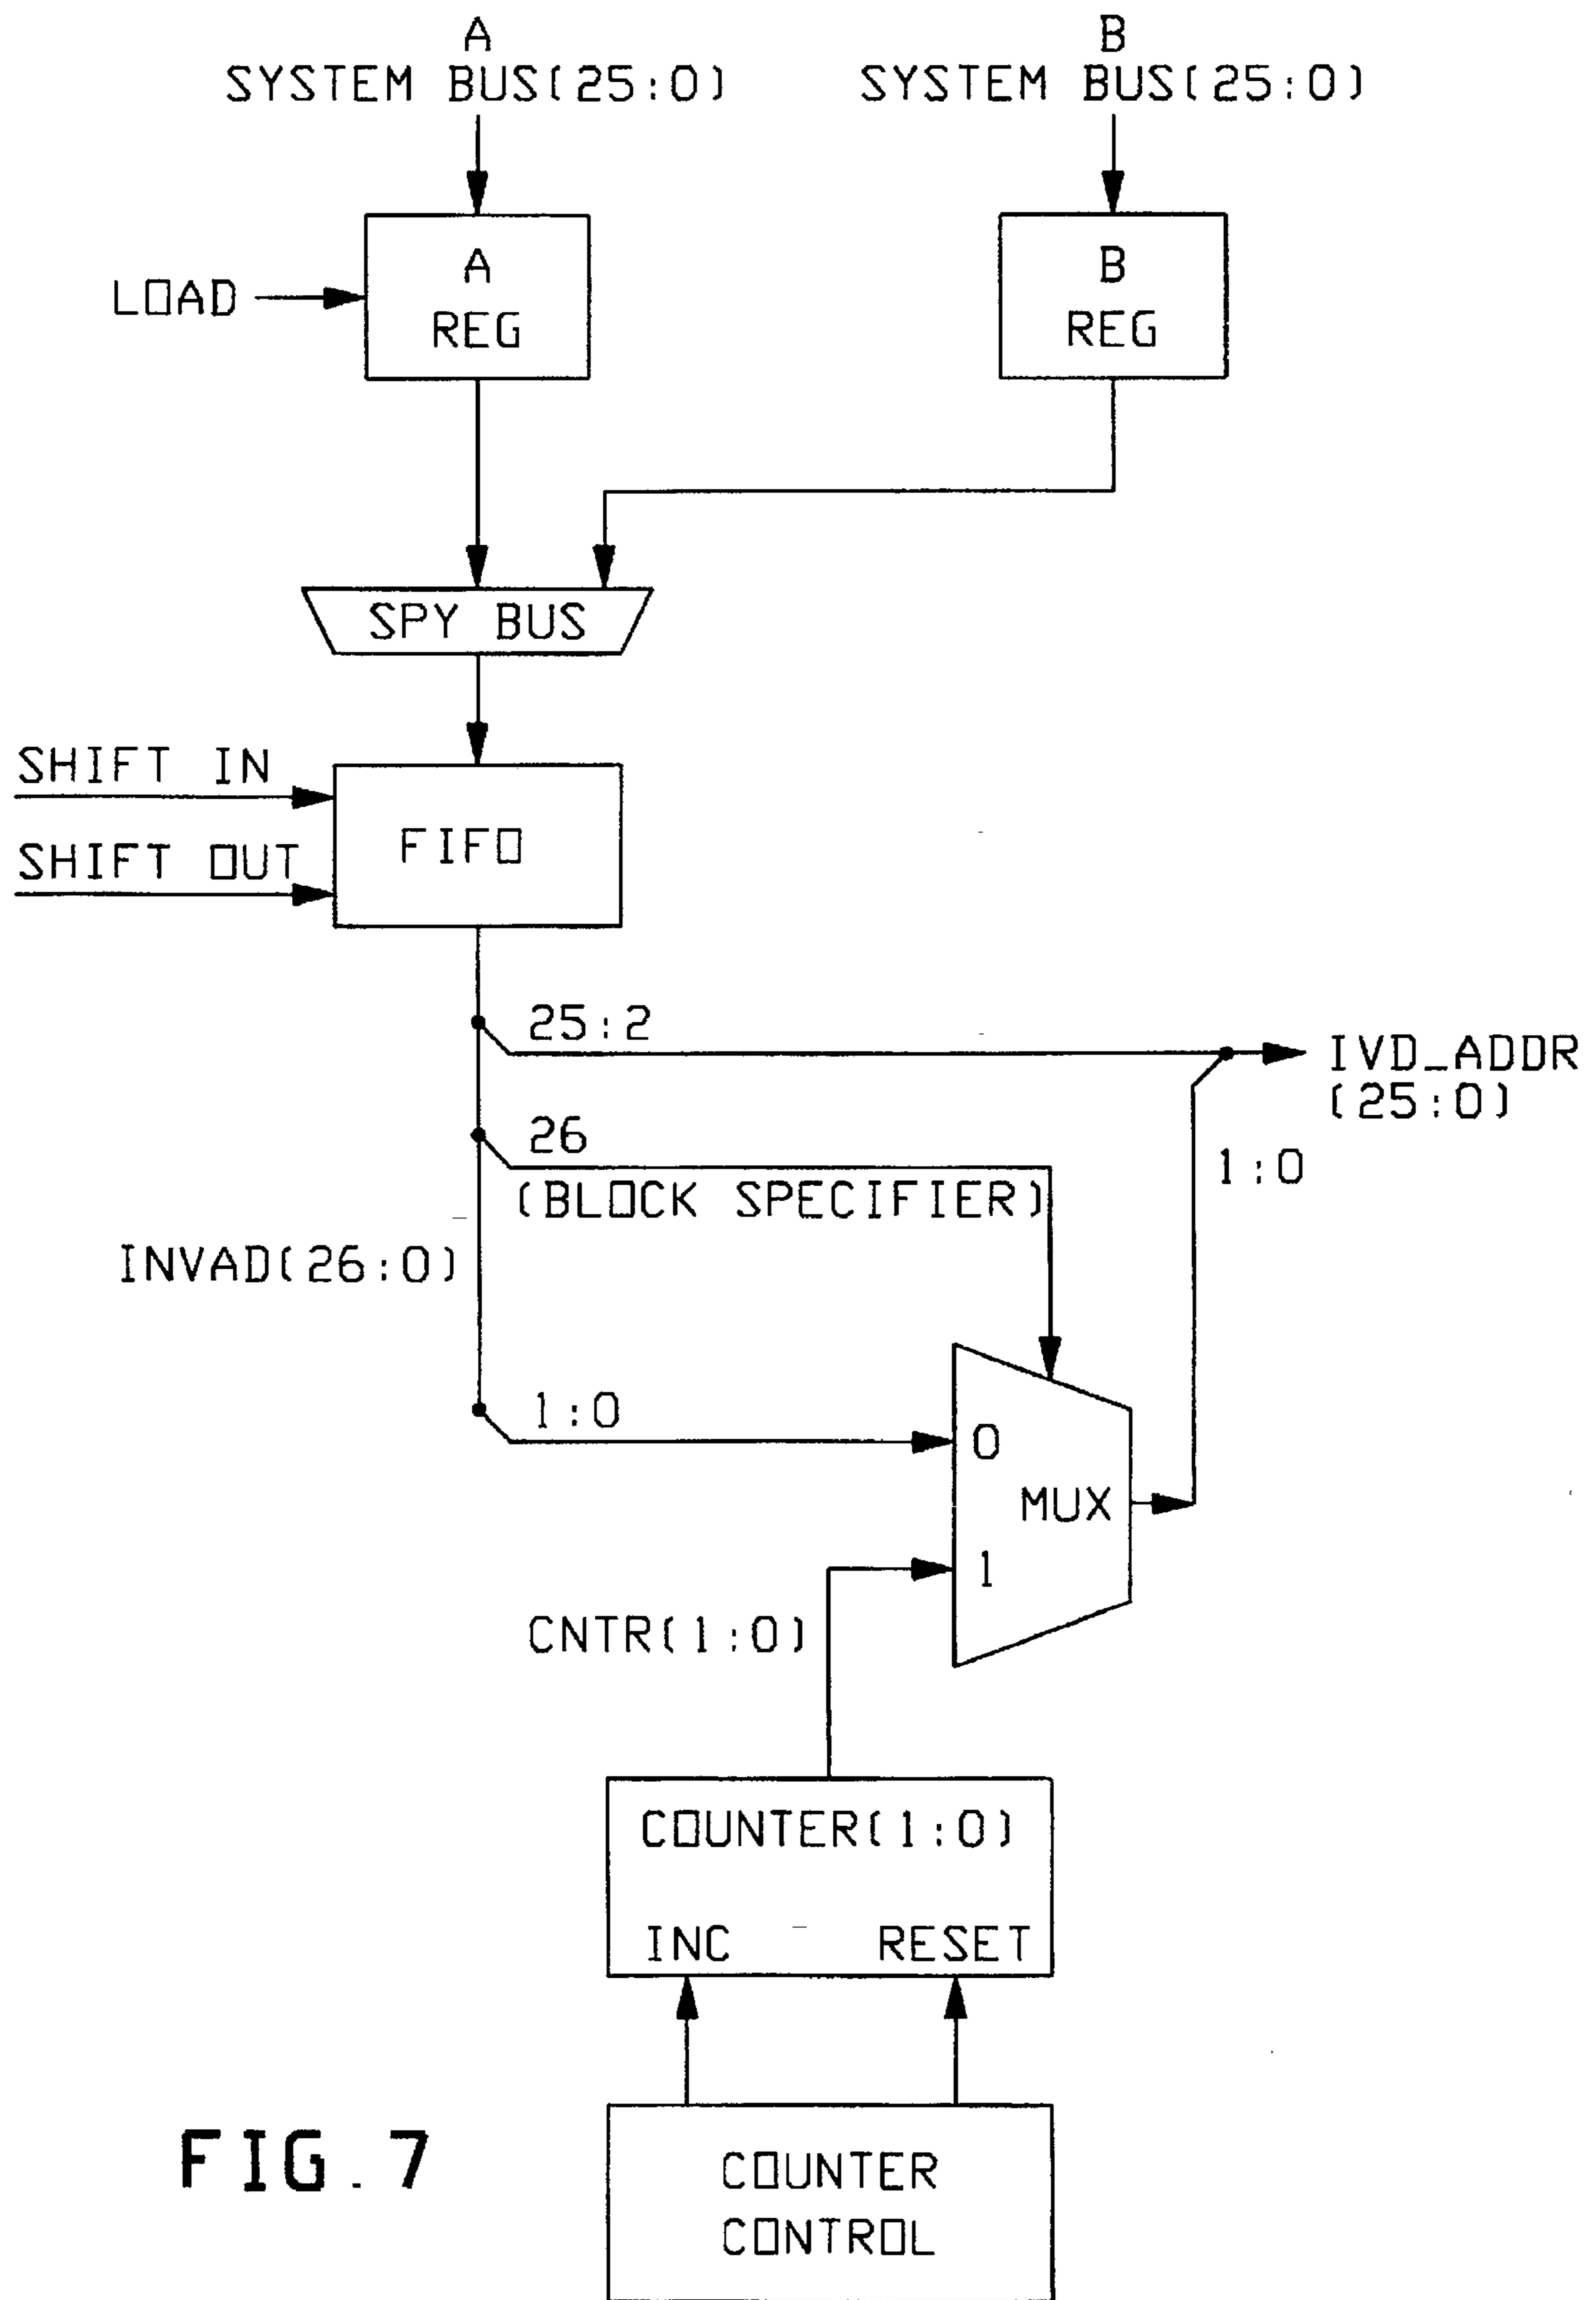 A
SYSTEM BUS(25:0)
B
SYSTEM BUS(25:0)
LOAD
A
REG
B
REG
SPY BUS
SHIFT IN
SHIFT OUT
FIFO
25:2
IVD_ADDR
(25:0)
26
(BLOCK SPECIFIER)
1:0
INVAD(26:0)
1:0
0
MUX
1
CNTR(1:0)
COUNTER(1:0)
INC RESET
COUNTER
CONTROL
FIG. 7